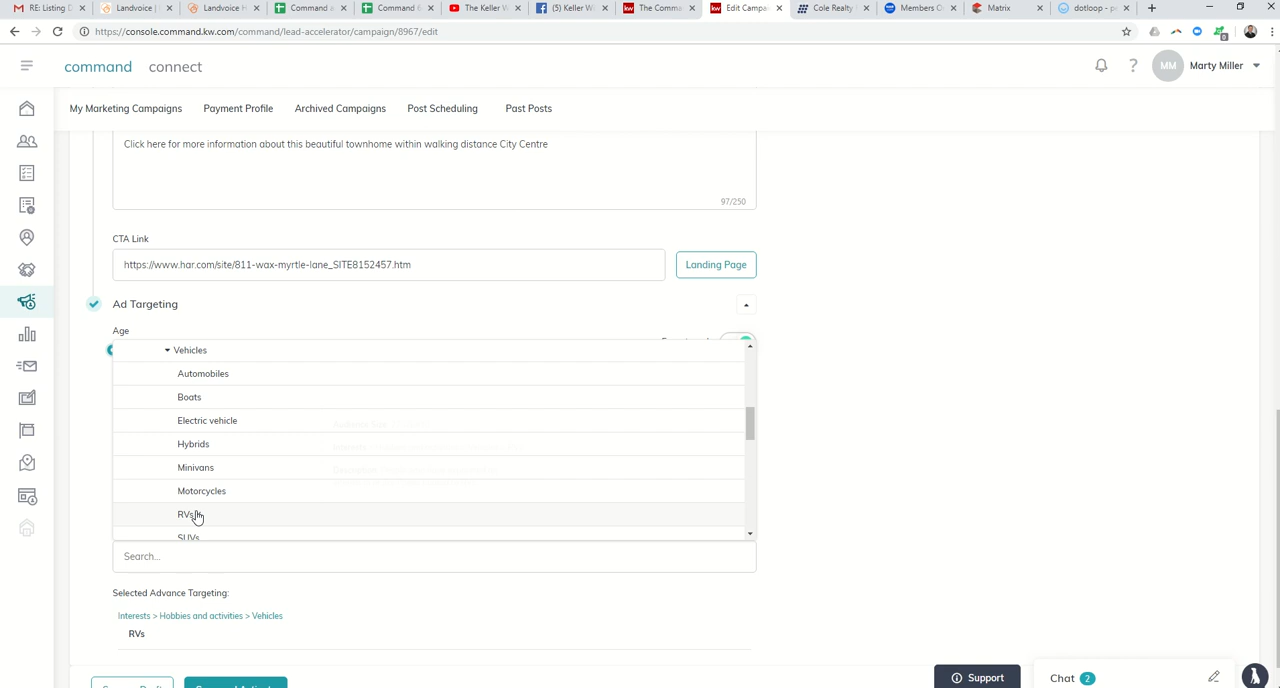 RE: Listing D
Landvoice | D
Landvoice H
Command a
Command 6
The Keller W
(5) Keller W
The Comma
Edit Campai
Cole Realty
Members On
Matrix
dotloop - p
https://console.command.kw.com/command/lead-accelerator/campaign/8967/edit
command connect
MM Marty Miller
My Marketing Campaigns Payment Profile Archived Campaigns Post Scheduling Past Posts
Click here for more information about this beautiful townhome within walking distance City Centre
97/250
CTA Link
https://www.har.com/site/811-wax-myrtle-lane_SITE8152457.htm
Landing Page
Ad Targeting
Age
Vehicles
Automobiles
Boats
Electric vehicle
Hybrids
Minivans
Motorcycles
RVs
SUVs
Search...
Selected Advance Targeting:
Interests > Hobbies and activities > Vehicles
RVs
Support
Chat 2